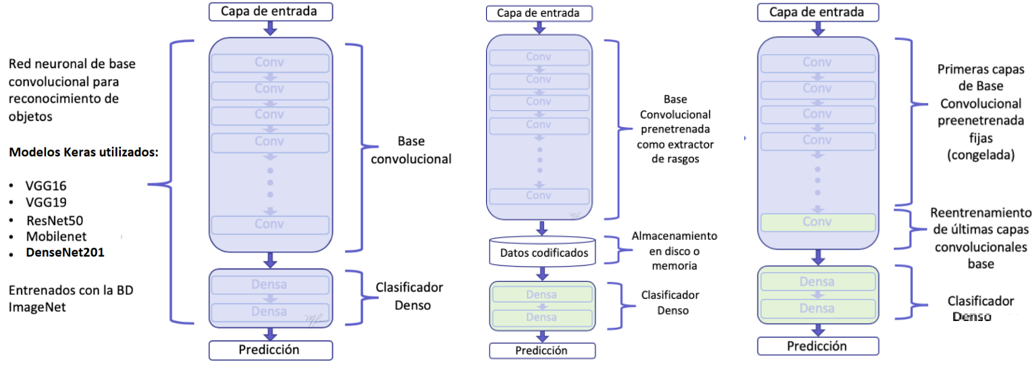 Capa de entrada
Red neuronal de base
convolucional para
reconocimiento de
objetos
Modelos Keras utilizados:
• VGG16
• VGG19
• ResNet50
• Mobilenet
• DenseNet201
Entrenados con la BD
ImageNet
Conv
Conv
Conv
Conv
Conv
Base
convolucional
Densa
Densa
Clasificador
Denso
Predicción
Capa de entrada
Conv
Conv
Conv
Conv
Conv
Base
Convolucional
prenetrenada
como extractor
de rasgos
Datos codificados
Almacenamiento
en disco o
memoria
Densa
Densa
Clasificador
Denso
Predicción
Capa de entrada
Conv
Conv
Conv
Conv
Conv
Primeras capas
de Base
Convolucional
preenetrenada
fijas
(congelada)
Reentrenamiento
de últimas capas
convolucionales
base
Densa
Densa
Clasificador
Denso
Predicción